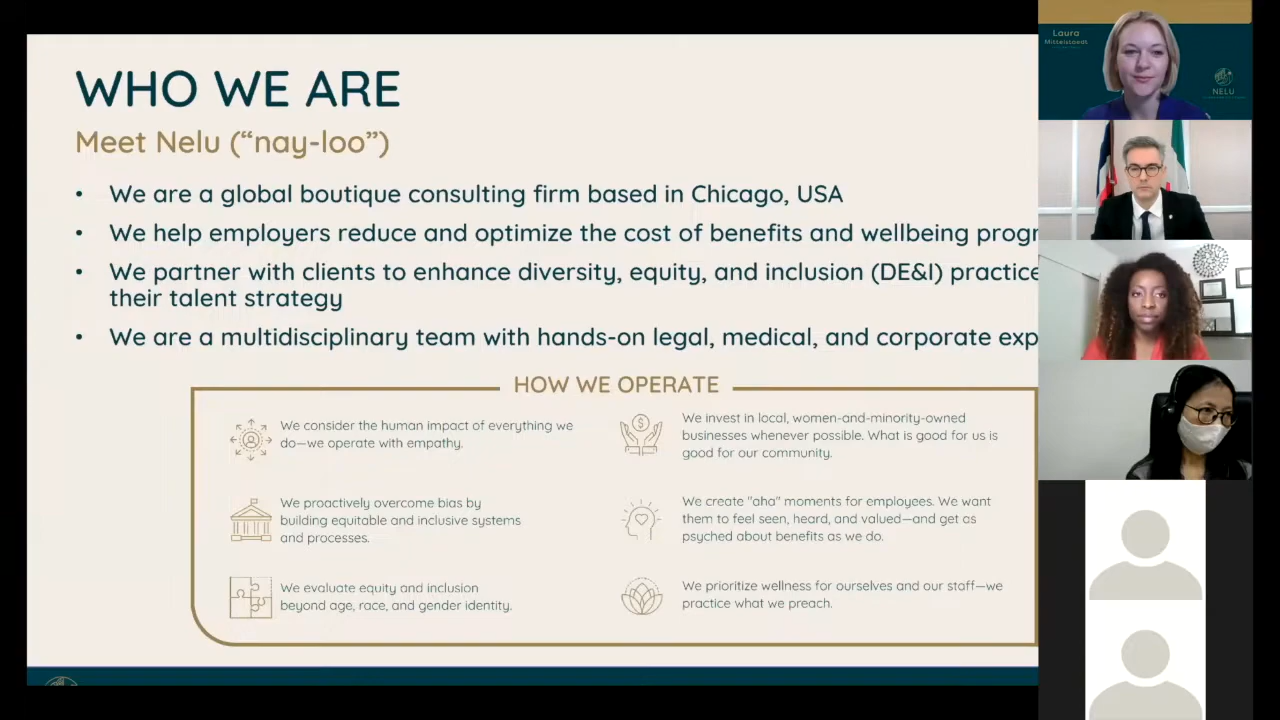 WHO WE ARE
Meet Nelu (“nay-loo”)
• We are a global boutique consulting firm based in Chicago, USA
• We help employers reduce and optimize the cost of benefits and wellbeing progr
• We partner with clients to enhance diversity, equity, and inclusion (DE&I) practice
their talent strategy
• We are a multidisciplinary team with hands-on legal, medical, and corporate exp
HOW WE OPERATE
We consider the human impact of everything we
do—we operate with empathy.
We proactively overcome bias by
building equitable and inclusive systems
and processes.
We evaluate equity and inclusion
beyond age, race, and gender identity.
We invest in local, women-and-minority-owned
businesses whenever possible. What is good for us is
good for our community.
We create "aha" moments for employees. We want
them to feel seen, heard, and valued—and get as
psyched about benefits as we do.
We prioritize wellness for ourselves and our staff—we
practice what we preach.
Laura
Mittelstaedt
NELU